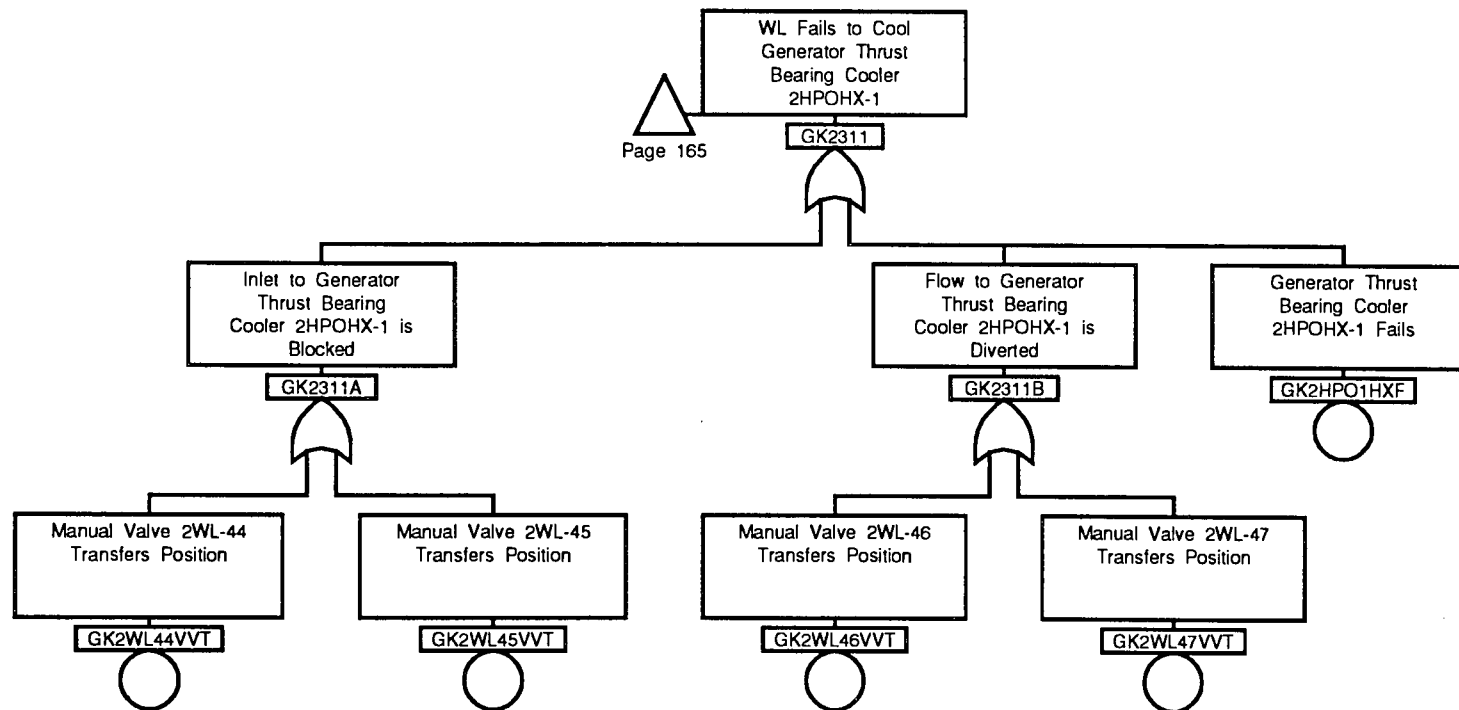 WL Fails to Cool
Generator Thrust
Bearing Cooler
2HPOHX-1
Page 165
GK2311
Inlet to Generator
Thrust Bearing
Cooler 2HPOHX-1 is
Blocked
GK2311A
Flow to Generator
Thrust Bearing
Cooler 2HPOHX-1 is
Diverted
GK2311B
Generator Thrust
Bearing Cooler
2HPOHX-1 Fails
GK2HPO1HXF
Manual Valve 2WL-44
Transfers Position
GK2WL44VVT
Manual Valve 2WL-45
Transfers Position
GK2WL45VVT
Manual Valve 2WL-46
Transfers Position
GK2WL46VVT
Manual Valve 2WL-47
Transfers Position
GK2WL47VVT